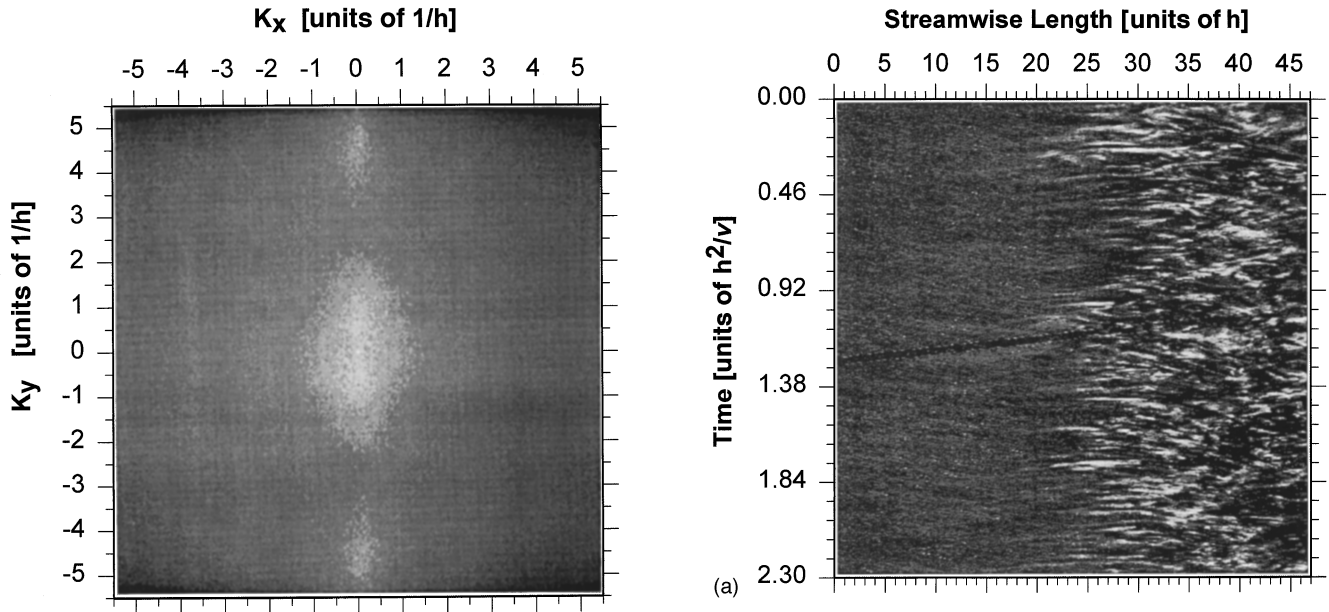 Kx [units of 1/h]
-5 -4 -3 -2 -1 0 1 2 3 4 5
Ky [units of 1/h]
5
4
3
2
1
0
-1
-2
-3
-4
-5
Streamwise Length [units of h]
0 5 10 15 20 25 30 35 40 45
Time [units of h2/v]
0.00
0.46
0.92
1.38
1.84
2.30
(a)